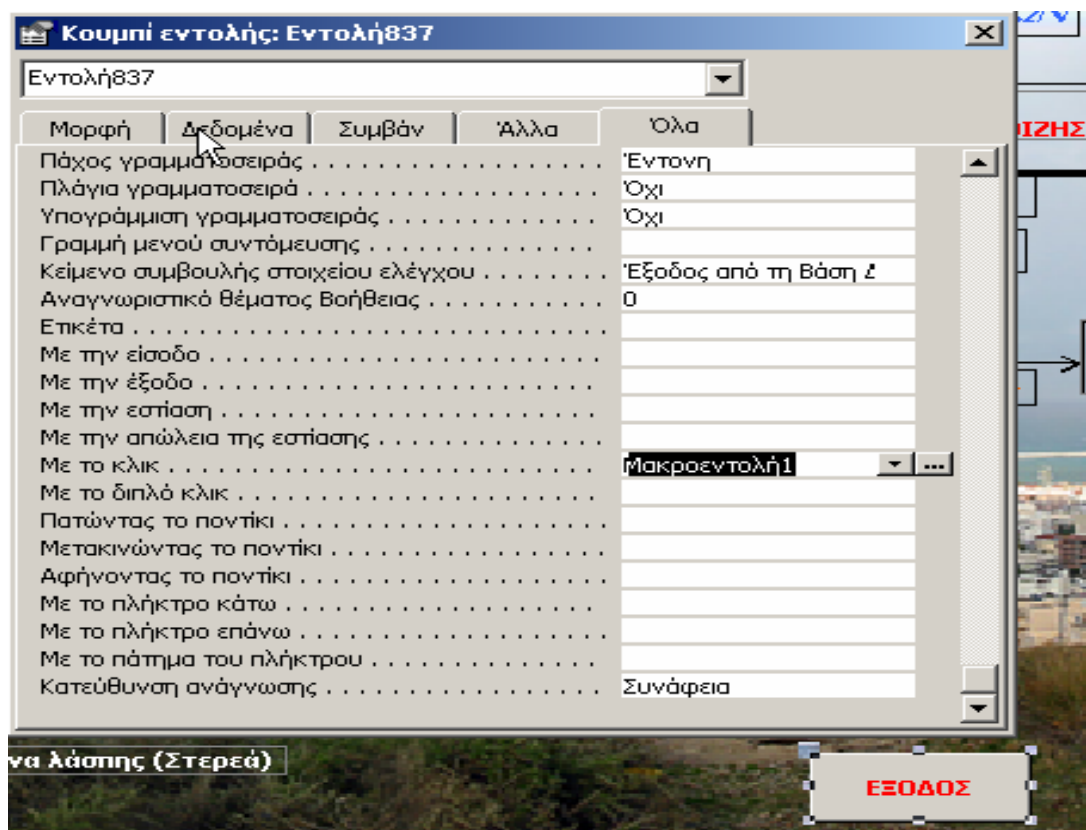 Κουμπί εντολής: Εντολή837
Εντολή837
Μορφή Δεδομένα Συμβάν Άλλα Όλα
Πάχος γραμματοσειράς . . . . . . . . . . . . . . . . . . Έντονη
Πλάγια γραμματοσειρά . . . . . . . . . . . . . . . . . . Όχι
Υπογράμμιση γραμματοσειράς . . . . . . . . . . . . . Όχι
Γραμμή μενού συντόμευσης . . . . . . . . . . . . . .
Κείμενο συμβουλής στοιχείου ελέγχου . . . . . . . . Έξοδος από τη Βάση
Αναγνωριστικό θέματος Βοήθειας . . . . . . . . . . . 0
Ετικέτα . . . . . . . . . . . . . . . . . . . . . . . . . . . . .
Με την είσοδο . . . . . . . . . . . . . . . . . . . . . . . .
Με την έξοδο . . . . . . . . . . . . . . . . . . . . . . . .
Με την εστίαση . . . . . . . . . . . . . . . . . . . . . . .
Με την απώλεια της εστίασης . . . . . . . . . . . . . .
Με το κλικ . . . . . . . . . . . . . . . . . . . . . . . . . . Μακροεντολή1 ...
Με το διπλό κλικ . . . . . . . . . . . . . . . . . . . . . .
Πατώντας το ποντίκι . . . . . . . . . . . . . . . . . . . .
Μετακινώντας το ποντίκι . . . . . . . . . . . . . . . . .
Αφήνοντας το ποντίκι . . . . . . . . . . . . . . . . . . .
Με το πλήκτρο κάτω . . . . . . . . . . . . . . . . . . . .
Με το πλήκτρο επάνω . . . . . . . . . . . . . . . . . . .
Με το πάτημα του πλήκτρου . . . . . . . . . . . . . .
Κατεύθυνση ανάγνωσης . . . . . . . . . . . . . . . . . . Συνάφεια
να λάσπης (Στερεά)
ΕΞΟΔΟΣ